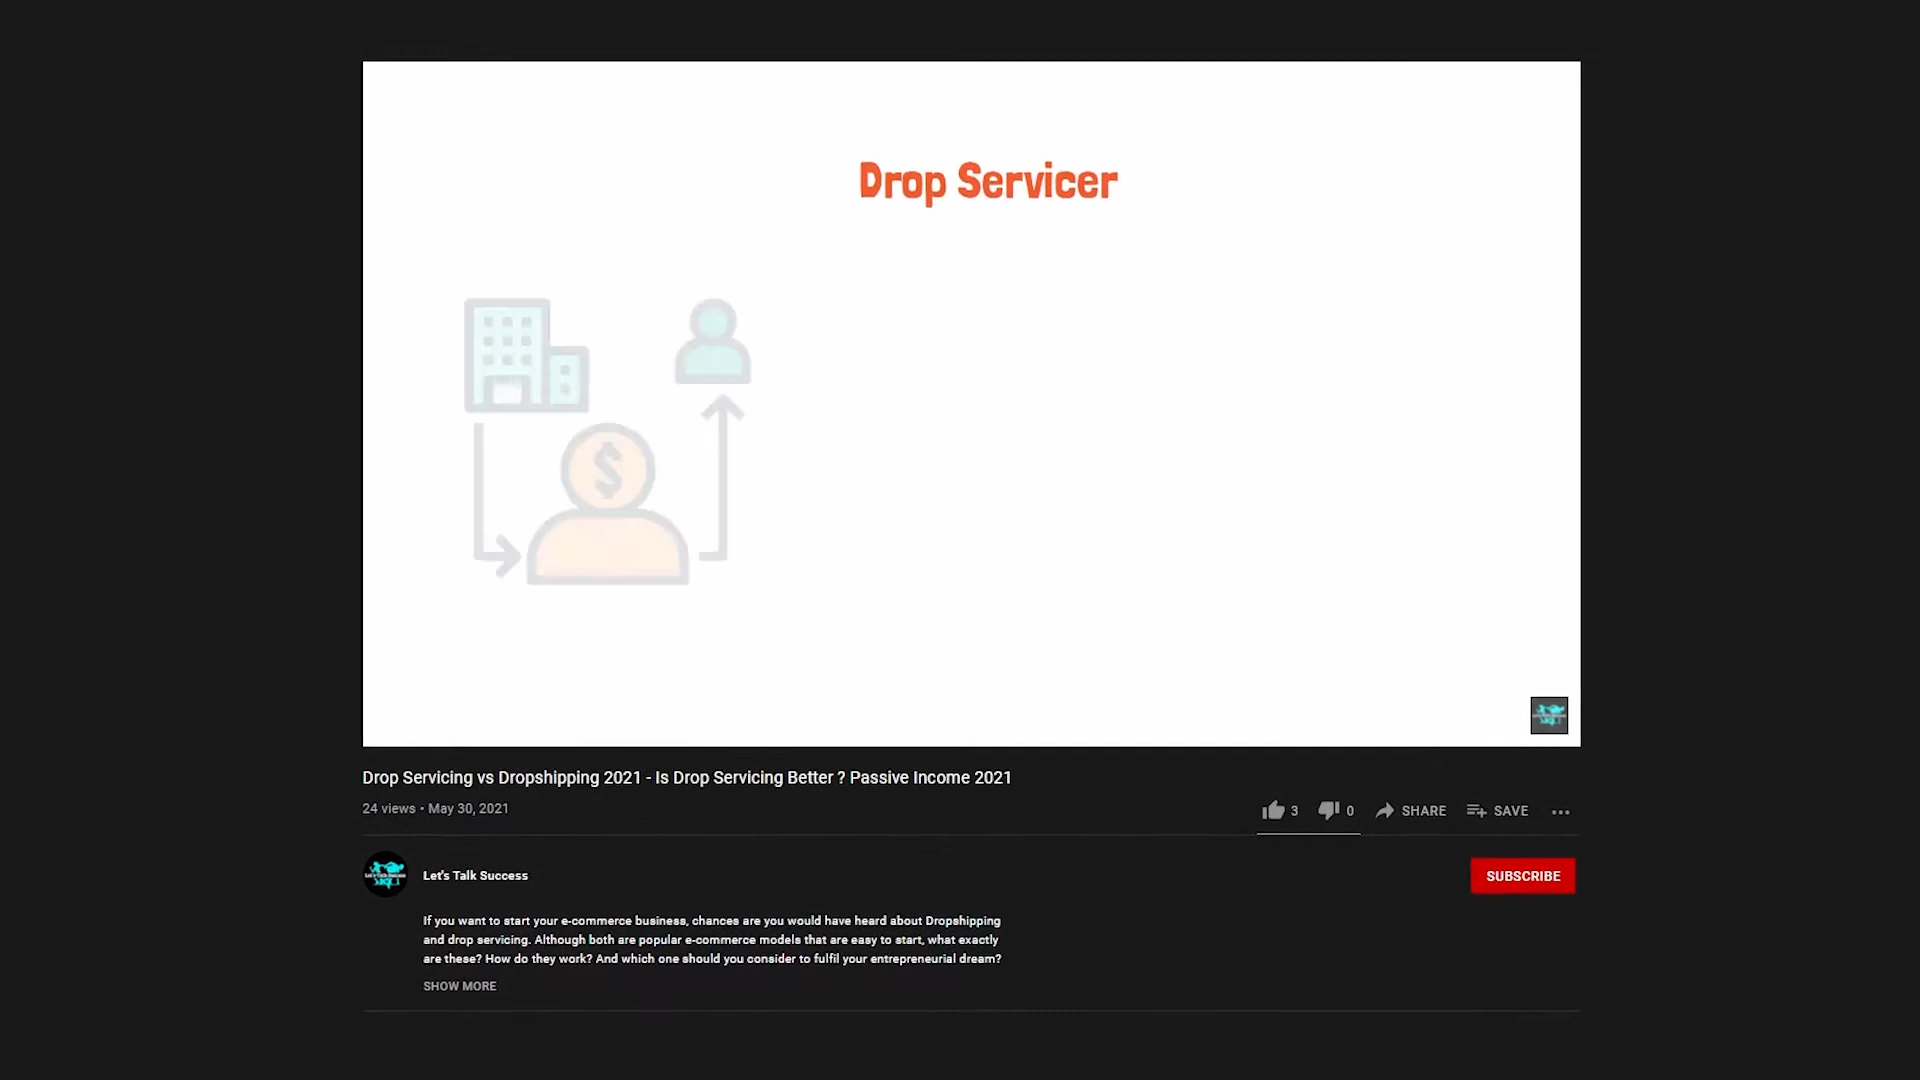 Drop Servicer
$
Drop Servicing vs Dropshipping 2021 - Is Drop Servicing Better ? Passive Income 2021
24 views • May 30, 2021
3 0 SHARE SAVE ...
Let's Talk Success
SUBSCRIBE
If you want to start your e-commerce business, chances are you would have heard about Dropshipping
and drop servicing. Although both are popular e-commerce models that are easy to start, what exactly
are these? How do they work? And which one should you consider to fulfil your entrepreneurial dream?
SHOW MORE